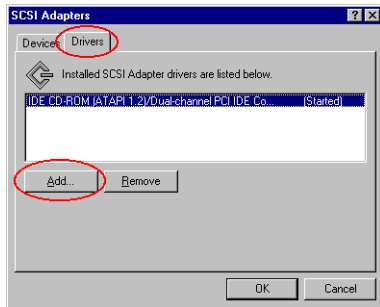 SCSI Adapters
Devices Drivers
Installed SCSI Adapter drivers are listed below.
IDE CD-ROM (ATAPI 1.2)/Dual-channel PCI IDE Co... (Started)
Add... Remove
OK Cancel